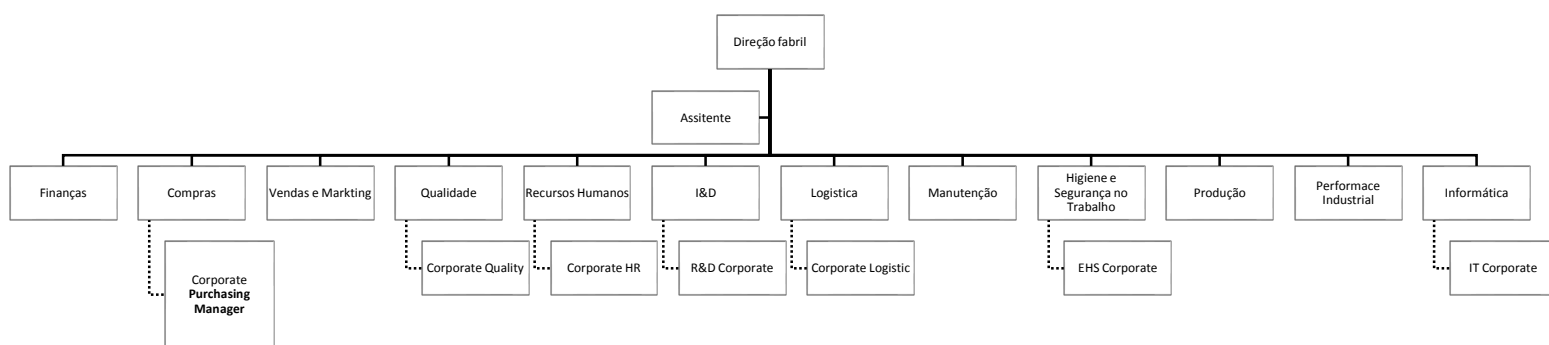 Direção fabril
Assitente
Finanças
Compras
Vendas e Markting
Qualidade
Recursos Humanos
I&D
Logistica
Manutenção
Higiene e
Segurança no
Trabalho
Produção
Performace
Industrial
Informática
Corporate
Purchasing
Manager
Corporate Quality
Corporate HR
R&D Corporate
Corporate Logistic
EHS Corporate
IT Corporate